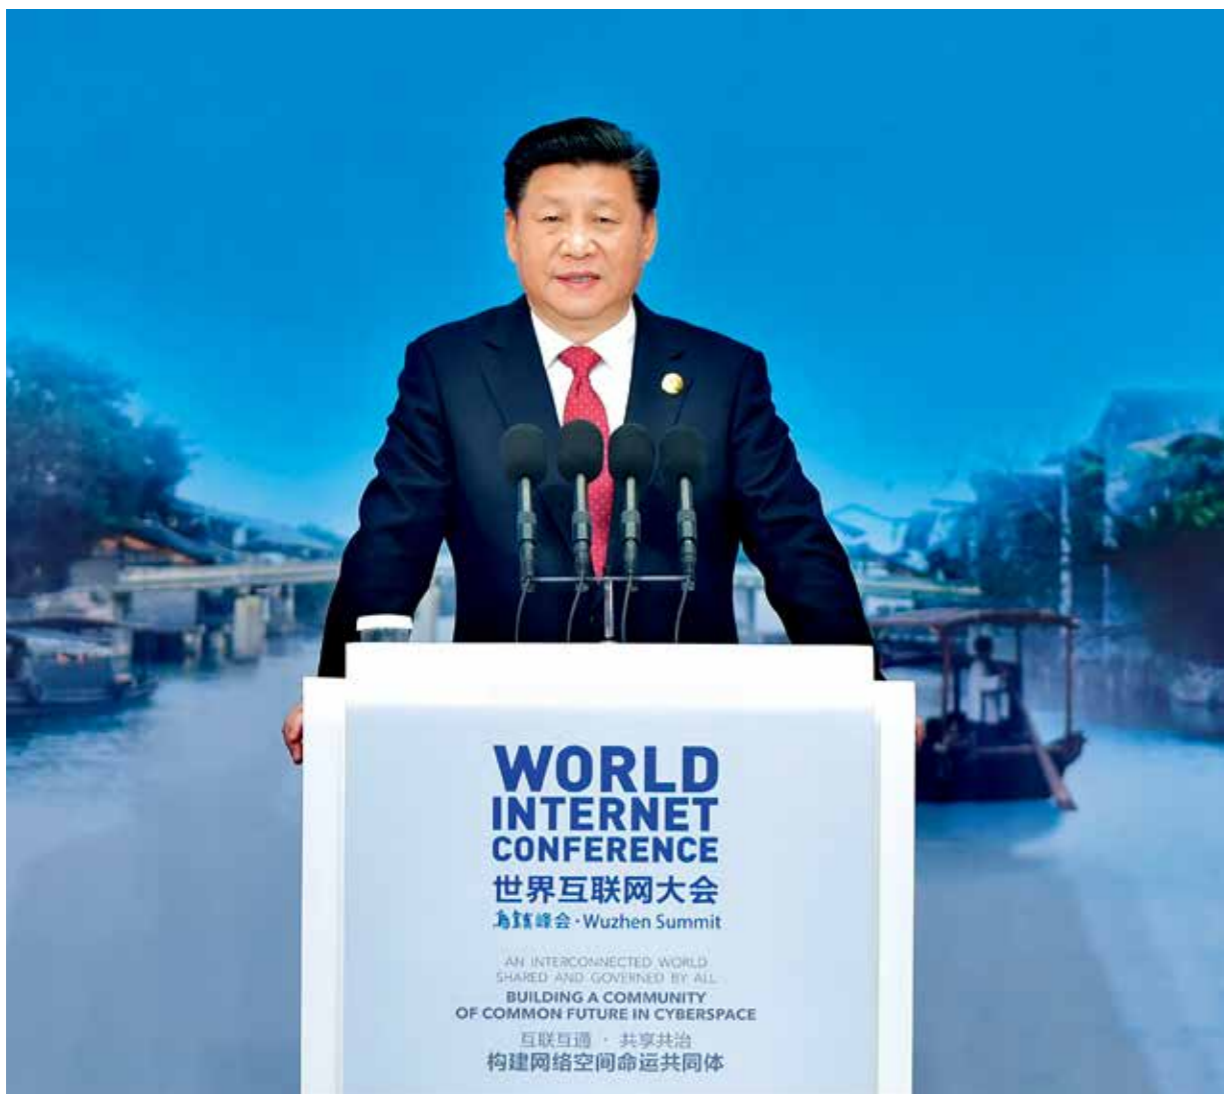 WORLD
INTERNET
CONFERENCE
世界互联网大会
乌镇峰会·Wuzhen Summit
AN INTERCONNECTED WORLD
SHARED AND GOVERNED BY ALL
BUILDING A COMMUNITY
OF COMMON FUTURE IN CYBERSPACE
互联互通·共享共治
构建网络空间命运共同体